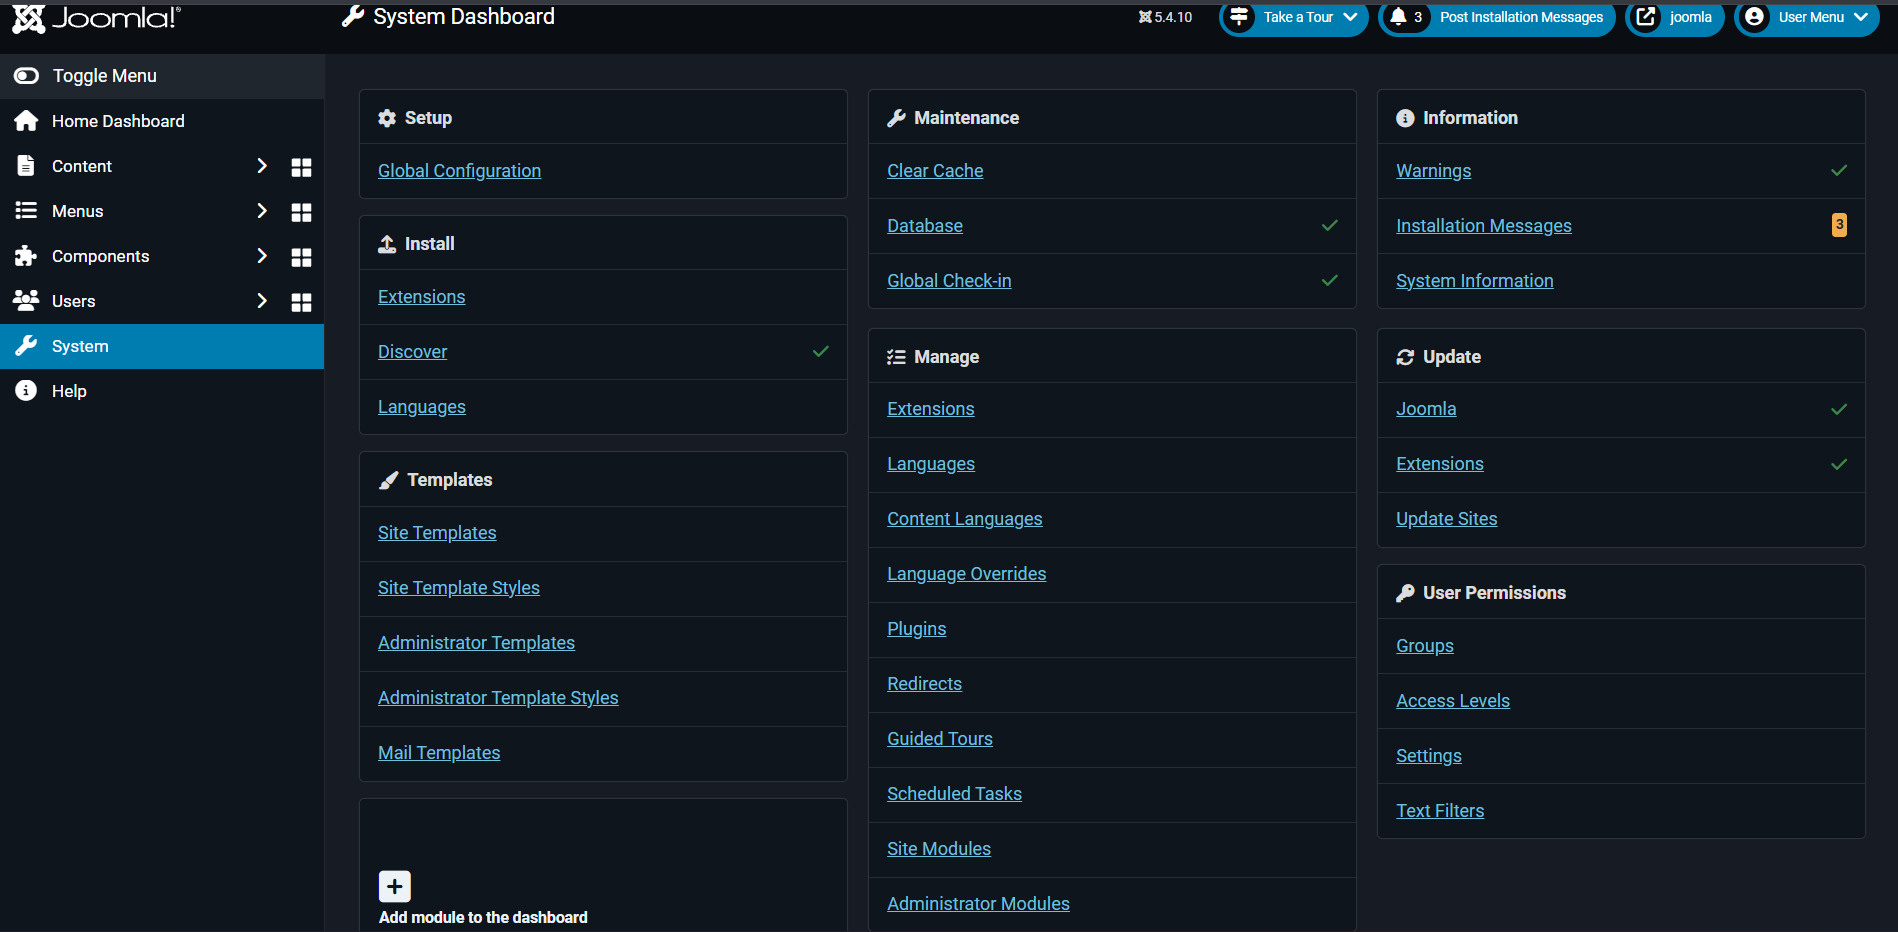 Joomla!
System Dashboard
5.4.10
Take a Tour
3
Post Installation Messages
joomla
User Menu
Toggle Menu
Home Dashboard
Content
Menus
Components
Users
System
Help
Setup
Global Configuration
Install
Extensions
Discover
Languages
Templates
Site Templates
Site Template Styles
Administrator Templates
Administrator Template Styles
Mail Templates
Add module to the dashboard
Maintenance
Clear Cache
Database
Global Check-in
Manage
Extensions
Languages
Content Languages
Language Overrides
Plugins
Redirects
Guided Tours
Scheduled Tasks
Site Modules
Administrator Modules
Information
Warnings
Installation Messages
3
System Information
Update
Joomla
Extensions
Update Sites
User Permissions
Groups
Access Levels
Settings
Text Filters